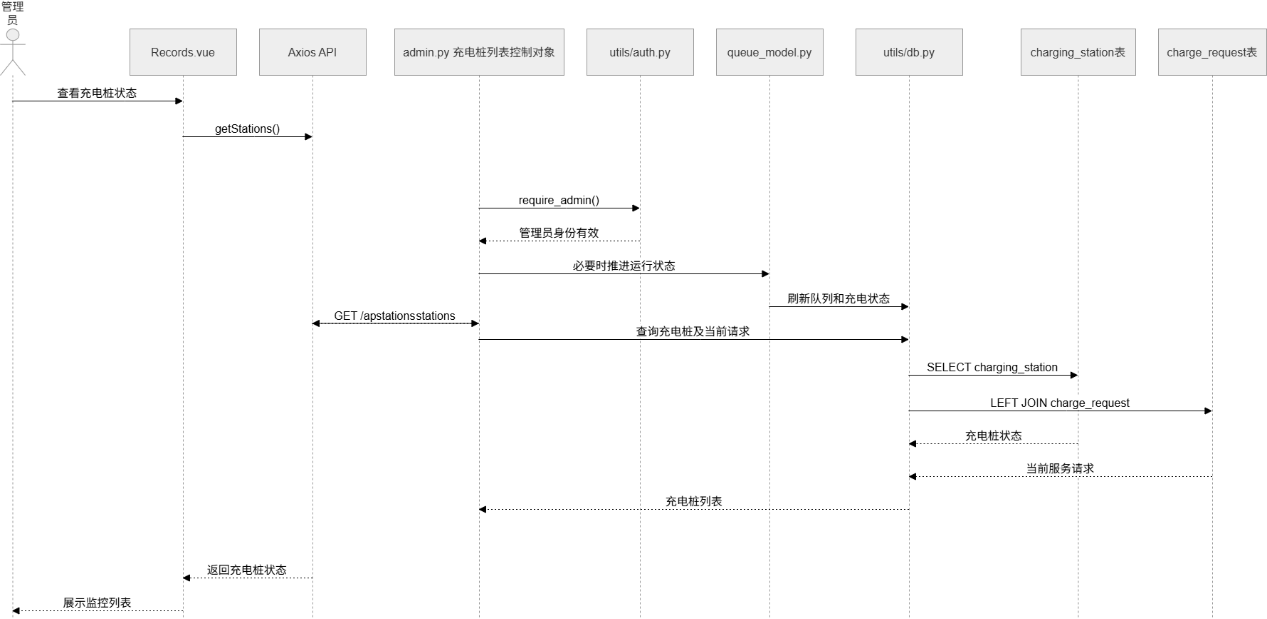 管理
员
Records.vue
Axios API
admin.py 充电桩列表控制对象
utils/auth.py
queue_model.py
utils/db.py
charging_station表
charge_request表
查看充电桩状态
getStations()
require_admin()
管理员身份有效
必要时推进运行状态
刷新队列和充电状态
GET /apstationsstations
查询充电桩及当前请求
SELECT charging_station
LEFT JOIN charge_request
充电桩状态
当前服务请求
充电桩列表
返回充电桩状态
展示监控列表